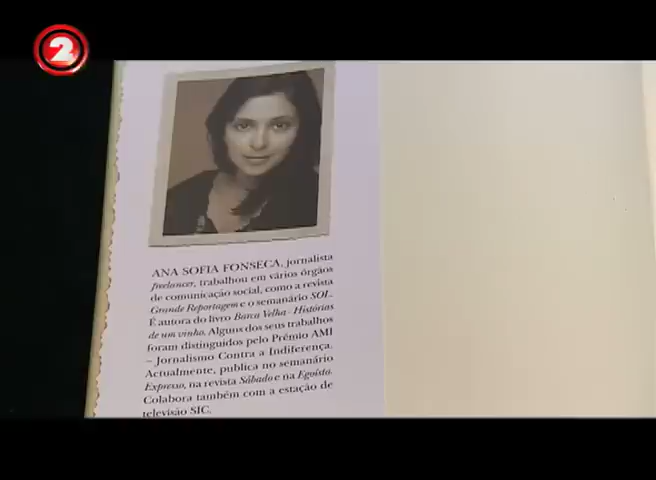 2
ANA SOFIA FONSECA, jornalista
freelancer, trabalhou em vários órgãos
de comunicação social, como a revista
Grande Reportagem e o semanário SOL.
É autora do livro Barca Velha - Histórias
de um vinho. Alguns dos seus trabalhos
foram distinguidos pelo Prémio AMI
– Jornalismo Contra a Indiferença.
Actualmente, publica no semanário
Expresso, na revista Sábado e na Egoísta.
Colabora também com a estação de
televisão SIC.